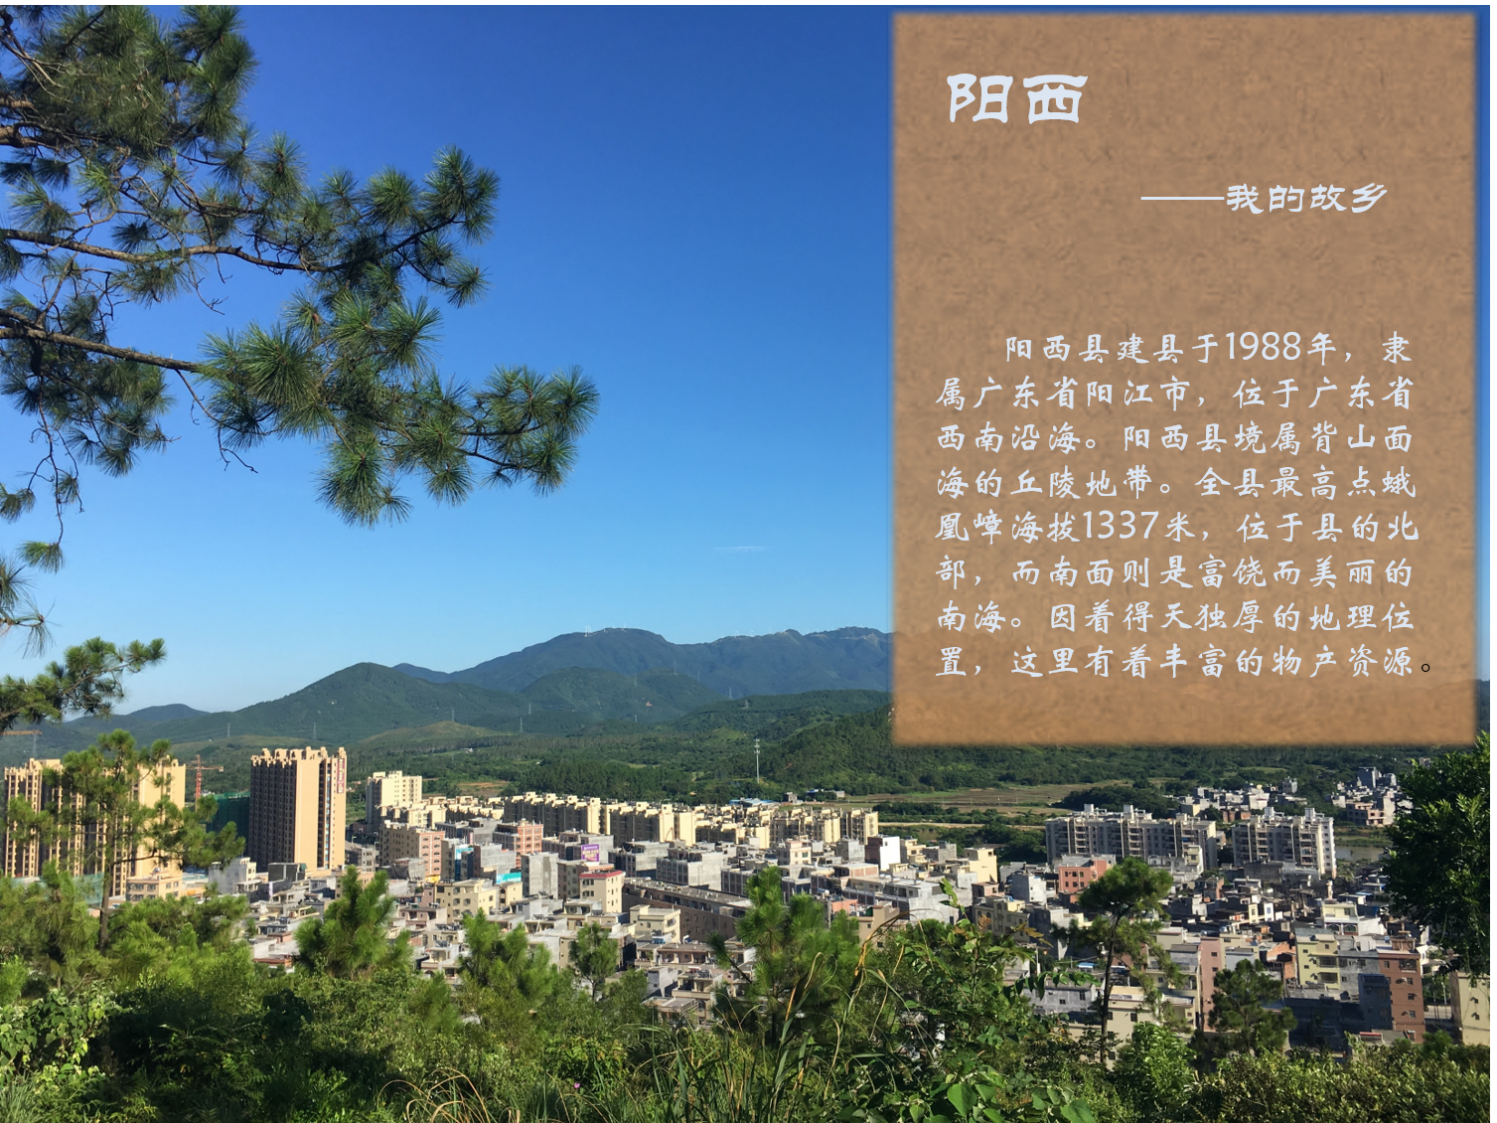 阳西
——我的故乡
阳西县建县于1988年，隶
属广东省阳江市，位于广东省
西南沿海。阳西县境属背山面
海的丘陵地带。全县最高点蛾
凰嶂海拔1337米，位于县的北
部，而南面则是富饶而美丽的
南海。因着得天独厚的地理位
置，这里有着丰富的物产资源。